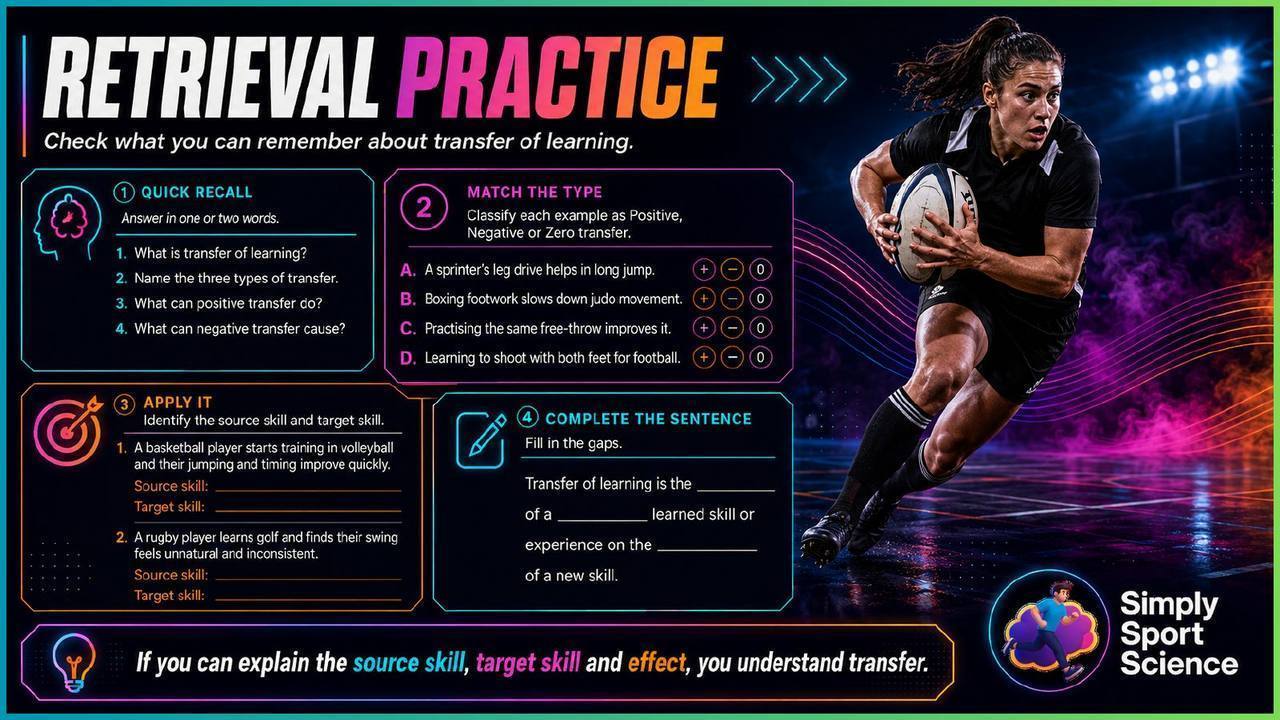 RETRIEVAL PRACTICE
Check what you can remember about transfer of learning.
1 QUICK RECALL
Answer in one or two words.
1. What is transfer of learning?
2. Name the three types of transfer.
3. What can positive transfer do?
4. What can negative transfer cause?
2 MATCH THE TYPE
Classify each example as Positive,
Negative or Zero transfer.
A. A sprinter's leg drive helps in long jump. + − 0
B. Boxing footwork slows down judo movement. + − 0
C. Practising the same free-throw improves it. + − 0
D. Learning to shoot with both feet for football. + − 0
3 APPLY IT
Identify the source skill and target skill.
1. A basketball player starts training in volleyball
and their jumping and timing improve quickly.
Source skill: ____
Target skill: ____
2. A rugby player learns golf and finds their swing
feels unnatural and inconsistent.
Source skill: ____
Target skill: ____
4 COMPLETE THE SENTENCE
Fill in the gaps.
Transfer of learning is the ____
of a ____ learned skill or
experience on the ____
of a new skill.
If you can explain the source skill, target skill and effect, you understand transfer.
Simply
Sport
Science